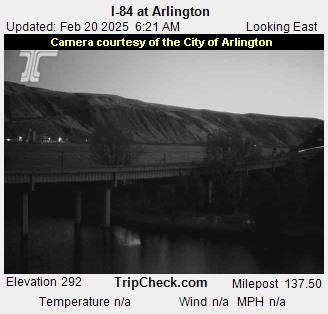 I-84 at Arlington
Updated: Feb 20 2025 6:21 AM Looking East
Camera courtesy of the City of Arlington
Elevation 292 TripCheck.com Milepost 137.50
Temperature n/a Wind n/a MPH n/a